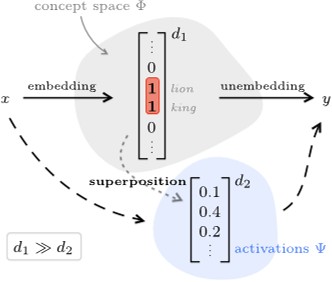 concept space Φ
d₁
⋮
0
embedding
1 lion
unembedding
x
1 king
y
0
⋮
superposition
d₂
0.1
0.4
0.2
d₁ ≫ d₂
⋮
activations Ψ